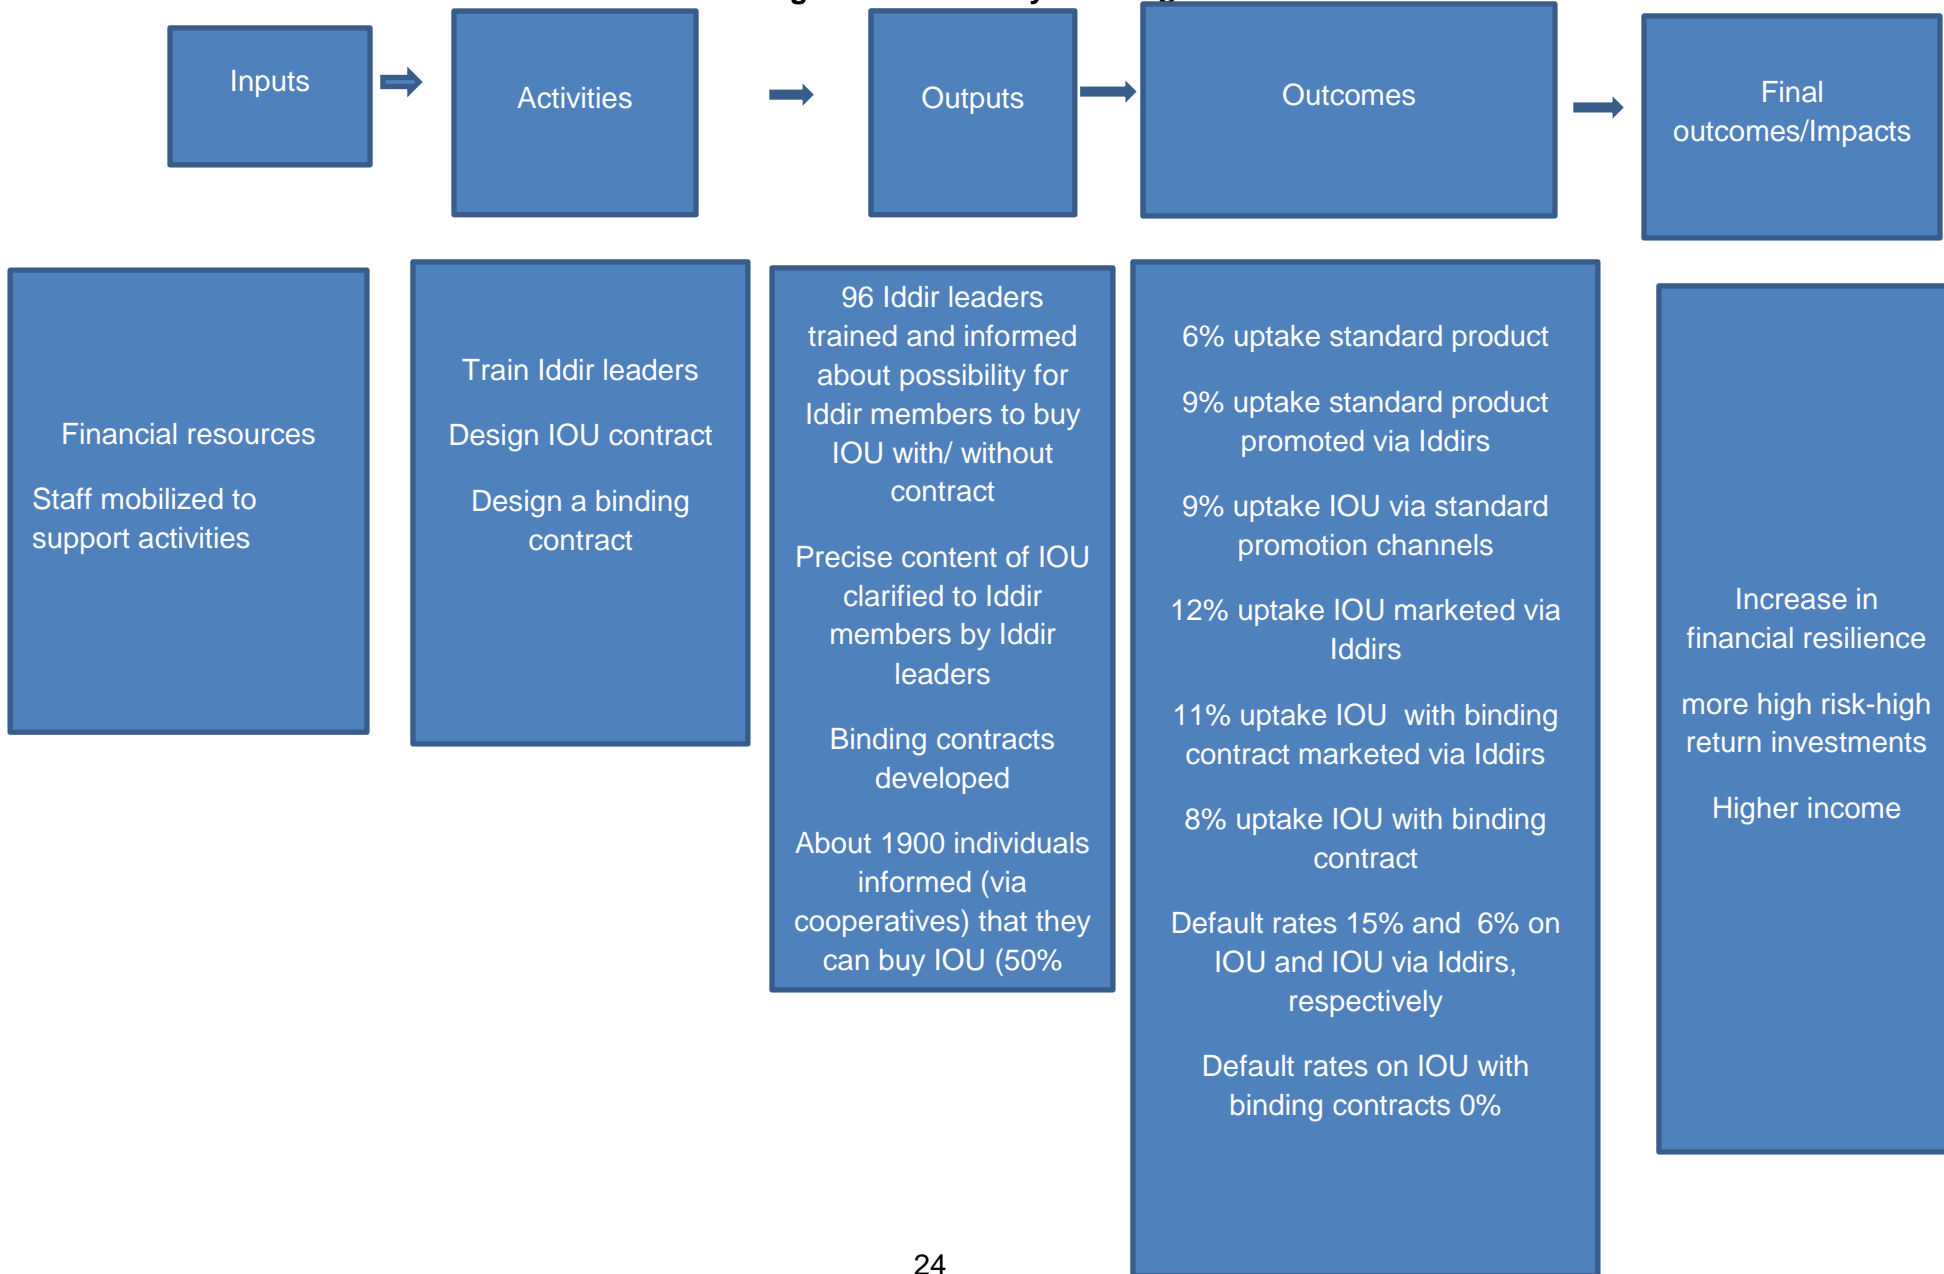 Inputs
Activities
Outputs
Outcomes
Final
outcomes/Impacts
Financial resources
Staff mobilized to
support activities
Train Iddir leaders
Design IOU contract
Design a binding
contract
96 Iddir leaders
trained and informed
about possibility for
Iddir members to buy
IOU with/ without
contract
Precise content of IOU
clarified to Iddir
members by Iddir
leaders
Binding contracts
developed
About 1900 individuals
informed (via
cooperatives) that they
can buy IOU (50%
6% uptake standard product
9% uptake standard product
promoted via Iddirs
9% uptake IOU via standard
promotion channels
12% uptake IOU marketed via
Iddirs
11% uptake IOU  with binding
contract marketed via Iddirs
8% uptake IOU with binding
contract
Default rates 15% and  6% on
IOU and IOU via Iddirs,
respectively
Default rates on IOU with
binding contracts 0%
Increase in
financial resilience
more high risk-high
return investments
Higher income
24